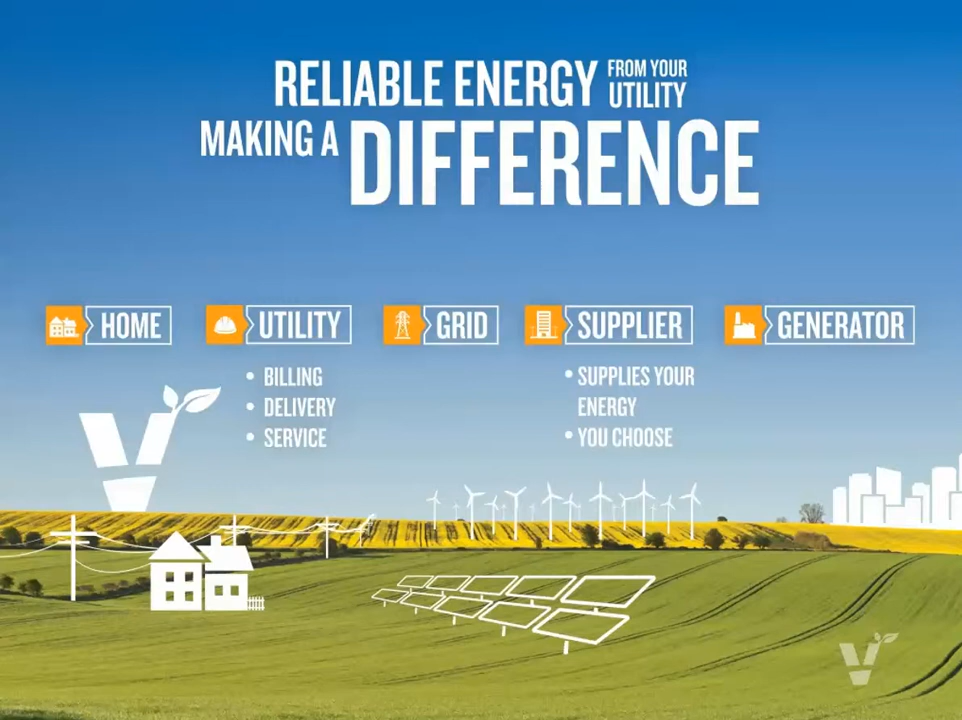 RELIABLE ENERGY FROM YOUR UTILITY
MAKING A DIFFERENCE
HOME
UTILITY
GRID
SUPPLIER
GENERATOR
• BILLING
• DELIVERY
• SERVICE
• SUPPLIES YOUR
ENERGY
• YOU CHOOSE
V
V